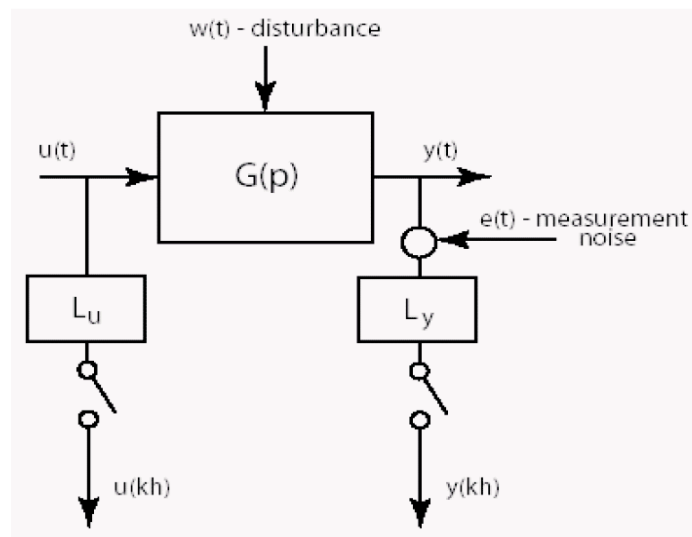 w(t) - disturbance
u(t)
G(p)
y(t)
e(t) - measurement
noise
Lu
Ly
u(kh)
y(kh)